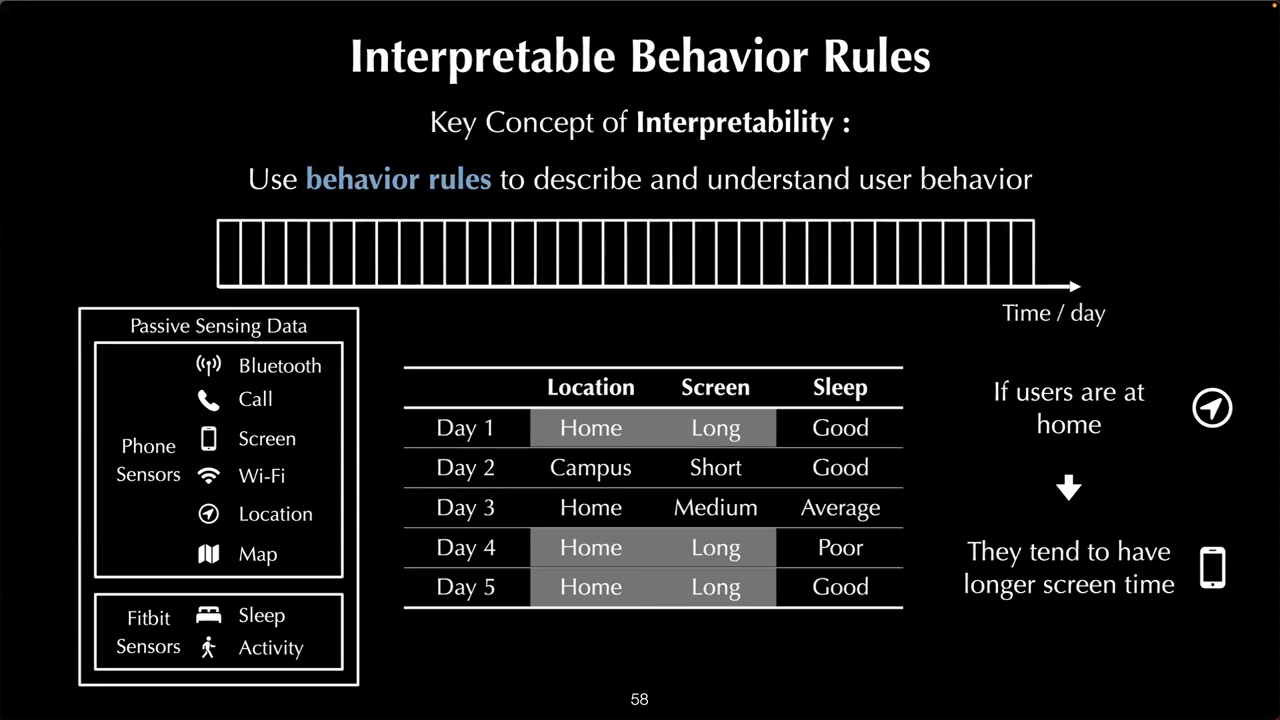 Interpretable Behavior Rules
Key Concept of Interpretability :
Use behavior rules to describe and understand user behavior
Time / day
Passive Sensing Data
Phone Sensors
Bluetooth
Call
Screen
Wi-Fi
Location
Map
Fitbit Sensors
Sleep
Activity
Location Screen Sleep
Day 1 Home Long Good
Day 2 Campus Short Good
Day 3 Home Medium Average
Day 4 Home Long Poor
Day 5 Home Long Good
If users are at
home
They tend to have
longer screen time
58